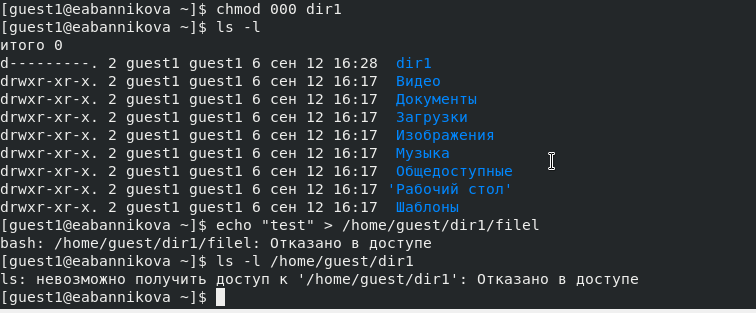 [guest1@eabannikova ~]$ chmod 000 dir1
[guest1@eabannikova ~]$ ls -l
итого 0
d---------. 2 guest1 guest1 6 сен 12 16:28  dir1
drwxr-xr-x. 2 guest1 guest1 6 сен 12 16:17  Видео
drwxr-xr-x. 2 guest1 guest1 6 сен 12 16:17  Документы
drwxr-xr-x. 2 guest1 guest1 6 сен 12 16:17  Загрузки
drwxr-xr-x. 2 guest1 guest1 6 сен 12 16:17  Изображения
drwxr-xr-x. 2 guest1 guest1 6 сен 12 16:17  Музыка
drwxr-xr-x. 2 guest1 guest1 6 сен 12 16:17  Общедоступные
drwxr-xr-x. 2 guest1 guest1 6 сен 12 16:17 'Рабочий стол'
drwxr-xr-x. 2 guest1 guest1 6 сен 12 16:17  Шаблоны
[guest1@eabannikova ~]$ echo "test" > /home/guest/dir1/filel
bash: /home/guest/dir1/filel: Отказано в доступе
[guest1@eabannikova ~]$ ls -l /home/guest/dir1
ls: невозможно получить доступ к '/home/guest/dir1': Отказано в доступе
[guest1@eabannikova ~]$